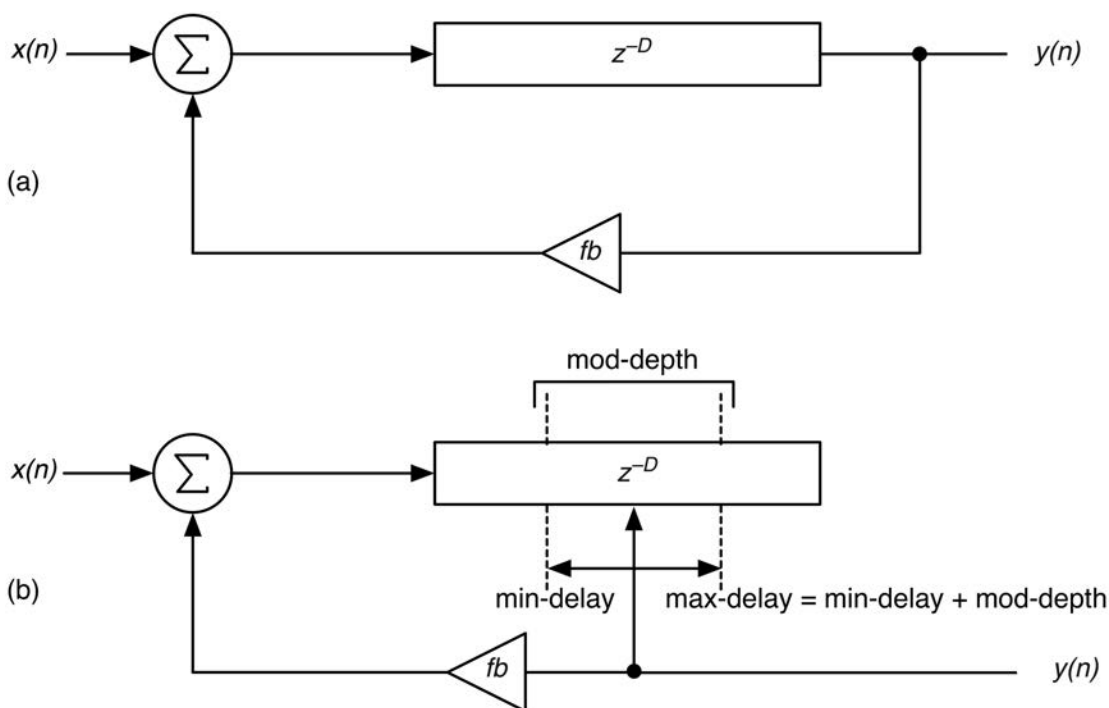 x(n) Σ z⁻ᴰ y(n)
(a)
fb
mod-depth
x(n) Σ z⁻ᴰ
(b)
min-delay max-delay = min-delay + mod-depth
fb y(n)